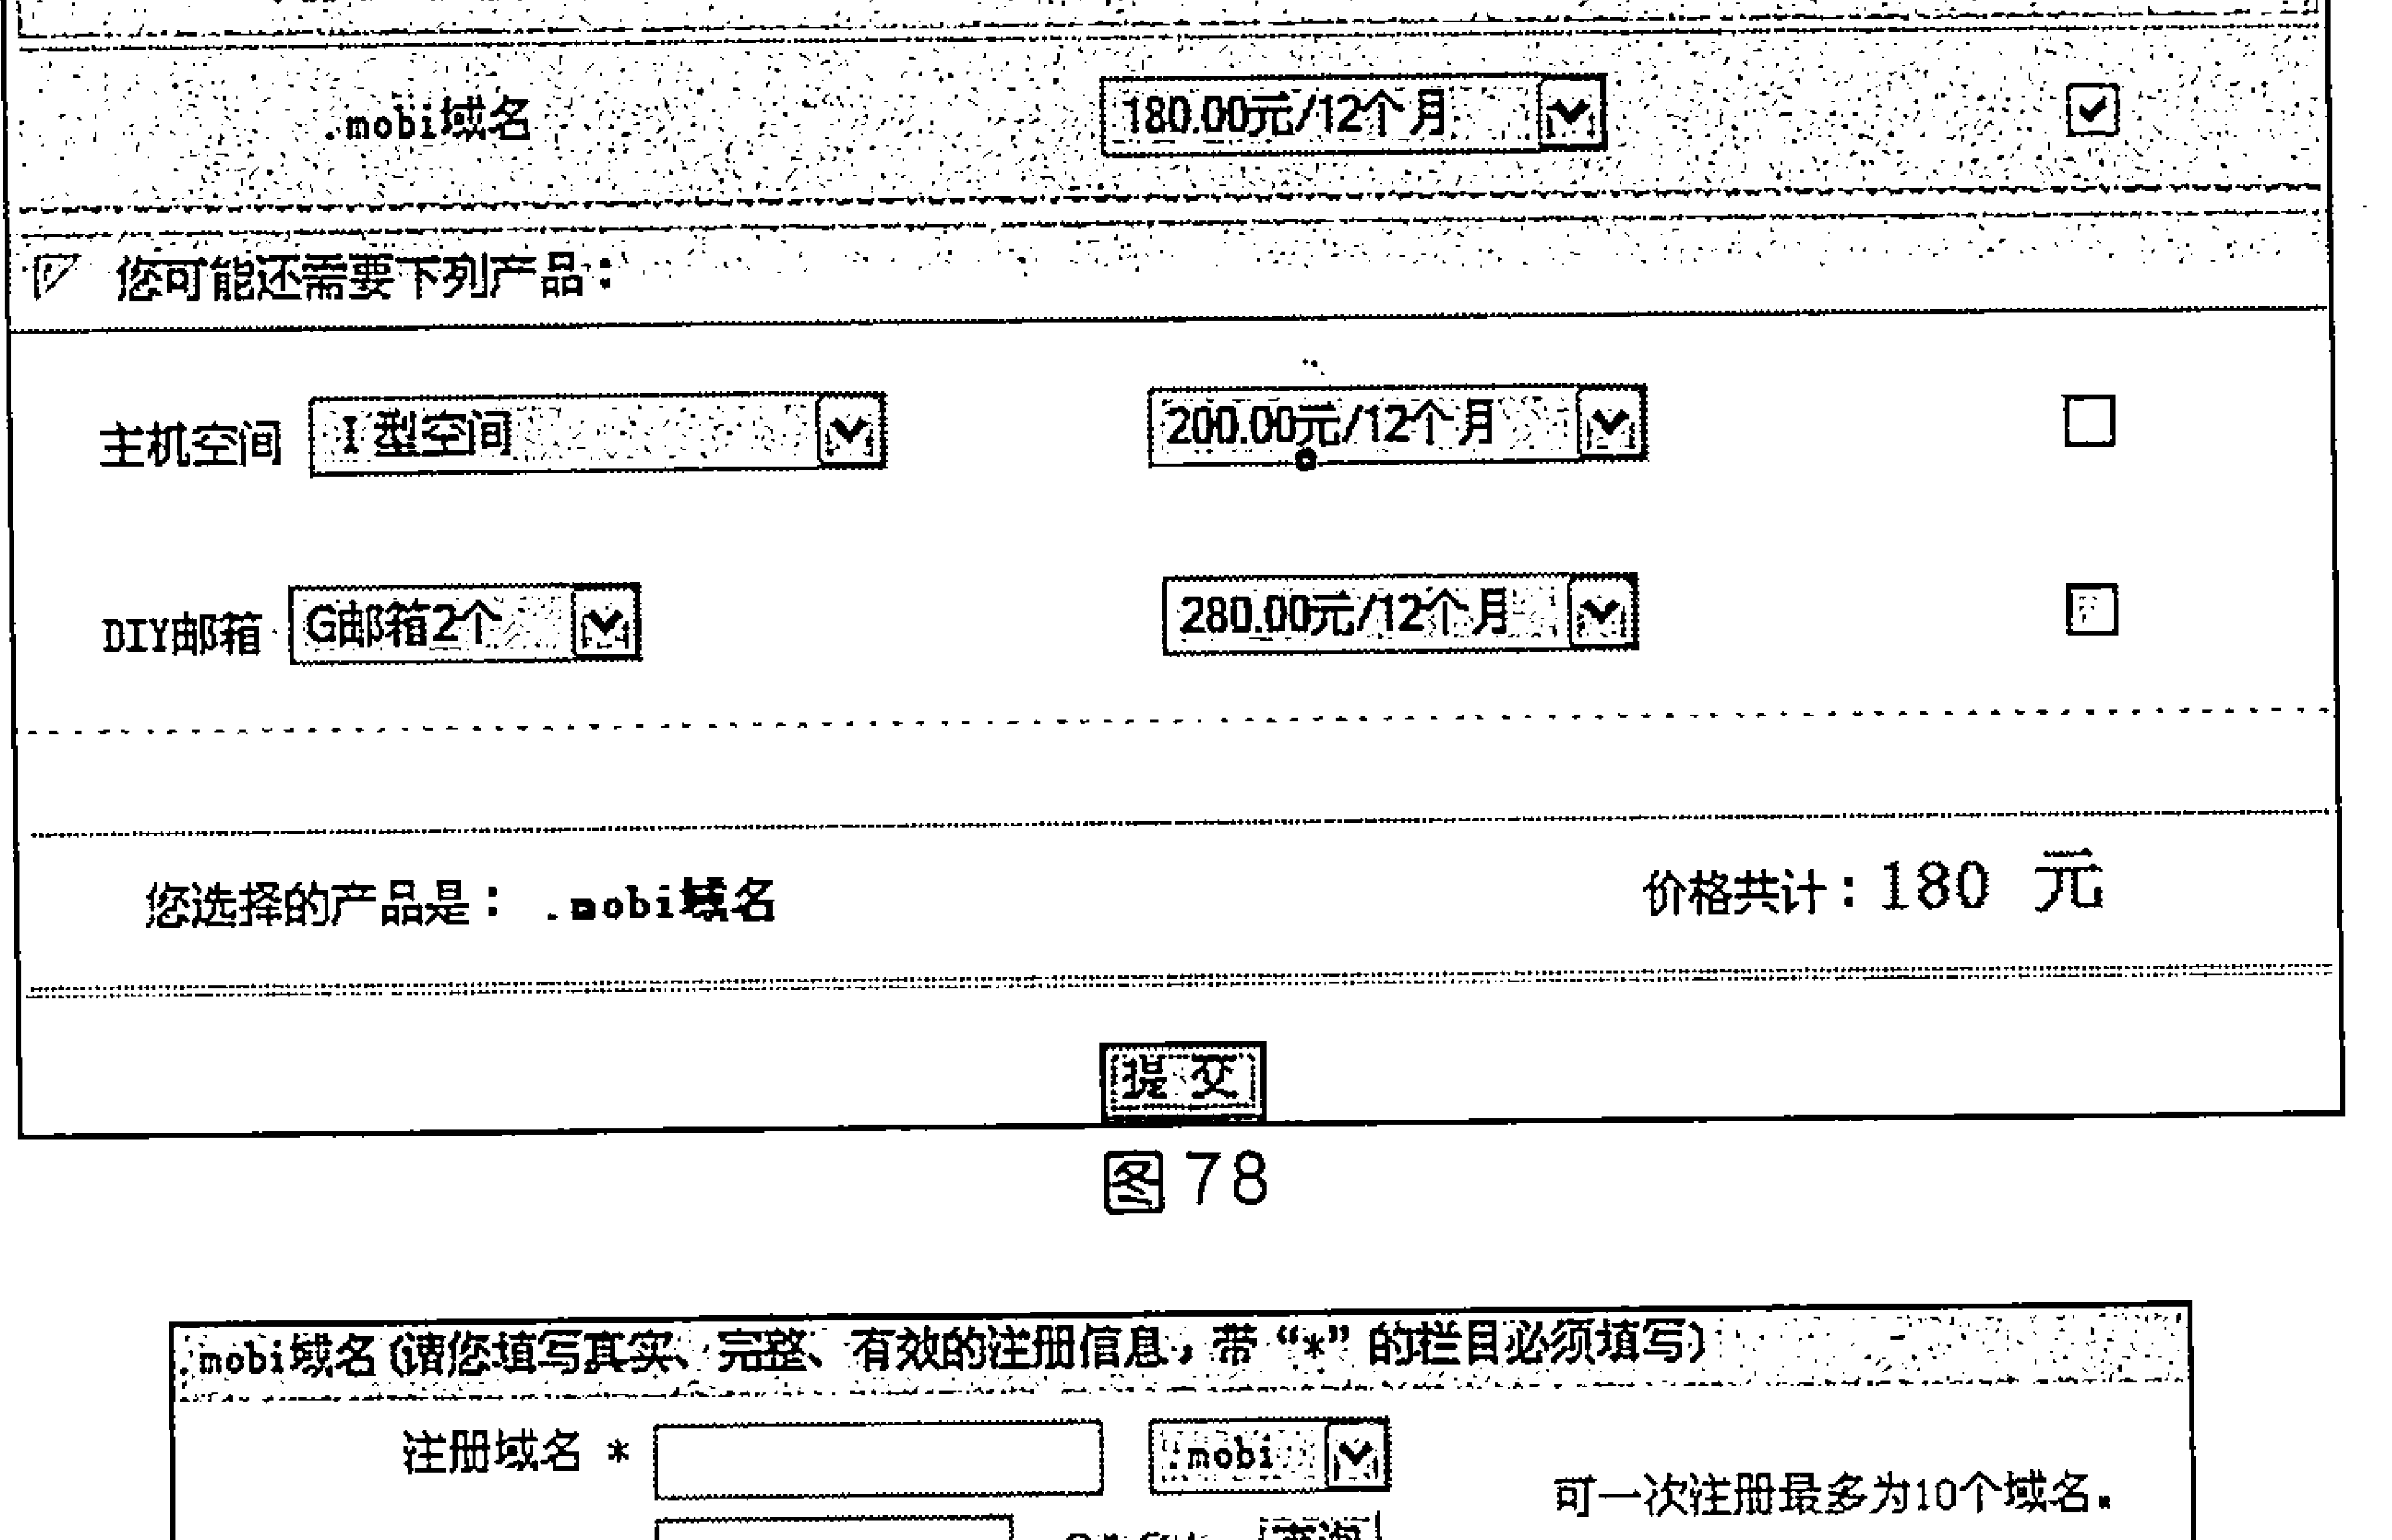 .mobi域名 180.00元/12个月
您可能还需要下列产品：
主机空间 I型空间 200.00元/12个月
DIY邮箱 G邮箱2个 280.00元/12个月
您选择的产品是： .mobi域名 价格共计：180 元
提 交
图 78
.mobi域名(请您填写真实、完整、有效的注册信息，带“*”的栏目必须填写)
注册域名 * .mobi
可一次注册最多为10个域名。
查询